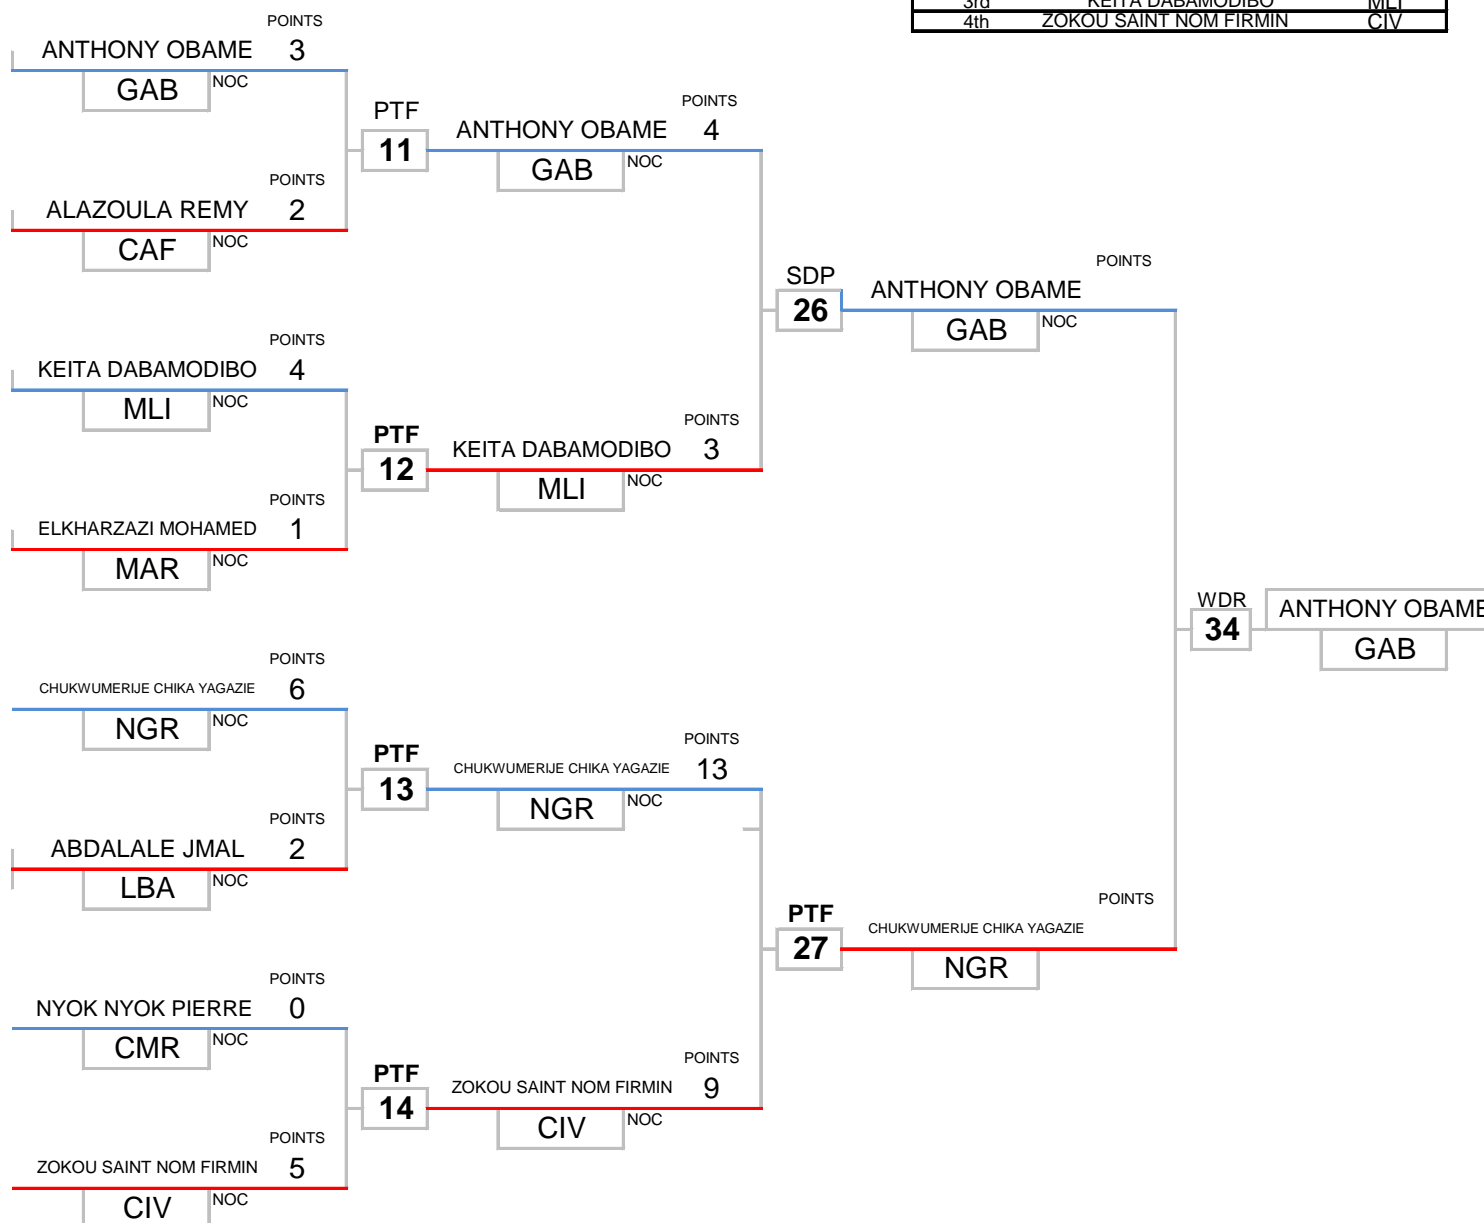 3rd KEITA DABAMODIBO MLI
4th ZOKOU SAINT NOM FIRMIN CIV
POINTS
ANTHONY OBAME 3
GAB NOC
PTF
11
POINTS
ANTHONY OBAME 4
GAB NOC
POINTS
ALAZOULA REMY 2
CAF NOC
SDP
26
POINTS
ANTHONY OBAME
GAB NOC
POINTS
KEITA DABAMODIBO 4
MLI NOC
PTF
12
POINTS
KEITA DABAMODIBO 3
MLI NOC
POINTS
ELKHARZAZI MOHAMED 1
MAR NOC
WDR
34
ANTHONY OBAME
GAB
POINTS
CHUKWUMERIJE CHIKA YAGAZIE 6
NGR NOC
PTF
13
POINTS
CHUKWUMERIJE CHIKA YAGAZIE 13
NGR NOC
POINTS
ABDALALE JMAL 2
LBA NOC
PTF
27
POINTS
CHUKWUMERIJE CHIKA YAGAZIE
NGR
POINTS
NYOK NYOK PIERRE 0
CMR NOC
PTF
14
POINTS
ZOKOU SAINT NOM FIRMIN 9
CIV NOC
POINTS
ZOKOU SAINT NOM FIRMIN 5
CIV NOC